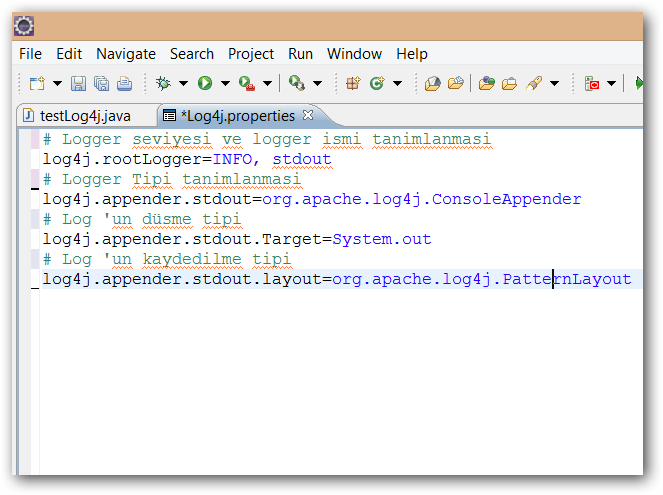 File Edit Navigate Search Project Run Window Help
testLog4j.java *Log4j.properties
# Logger seviyesi ve logger ismi tanimlanmasi
log4j.rootLogger=INFO, stdout
# Logger Tipi tanimlanmasi
log4j.appender.stdout=org.apache.log4j.ConsoleAppender
# Log 'un düsme tipi
log4j.appender.stdout.Target=System.out
# Log 'un kaydedilme tipi
log4j.appender.stdout.layout=org.apache.log4j.PatternLayout